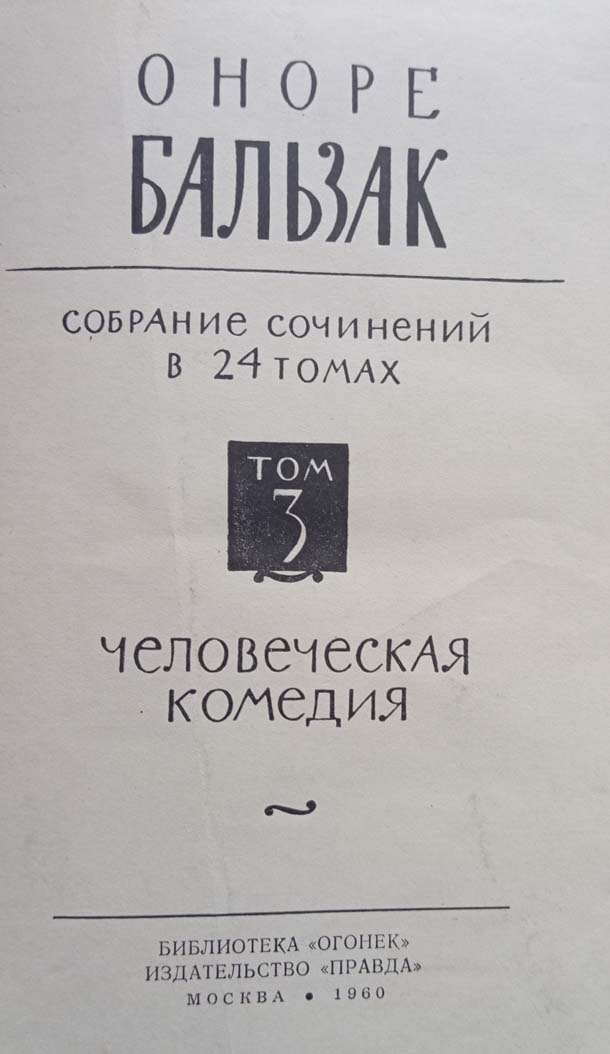 ОНОРЕ
БАЛЬЗАК
СОБРАНИЕ СОЧИНЕНИЙ
В 24 ТОМАХ
ТОМ
3
ЧЕЛОВЕЧЕСКАЯ
КОМЕДИЯ
БИБЛИОТЕКА «ОГОНЕК»
ИЗДАТЕЛЬСТВО «ПРАВДА»
МОСКВА • 1960